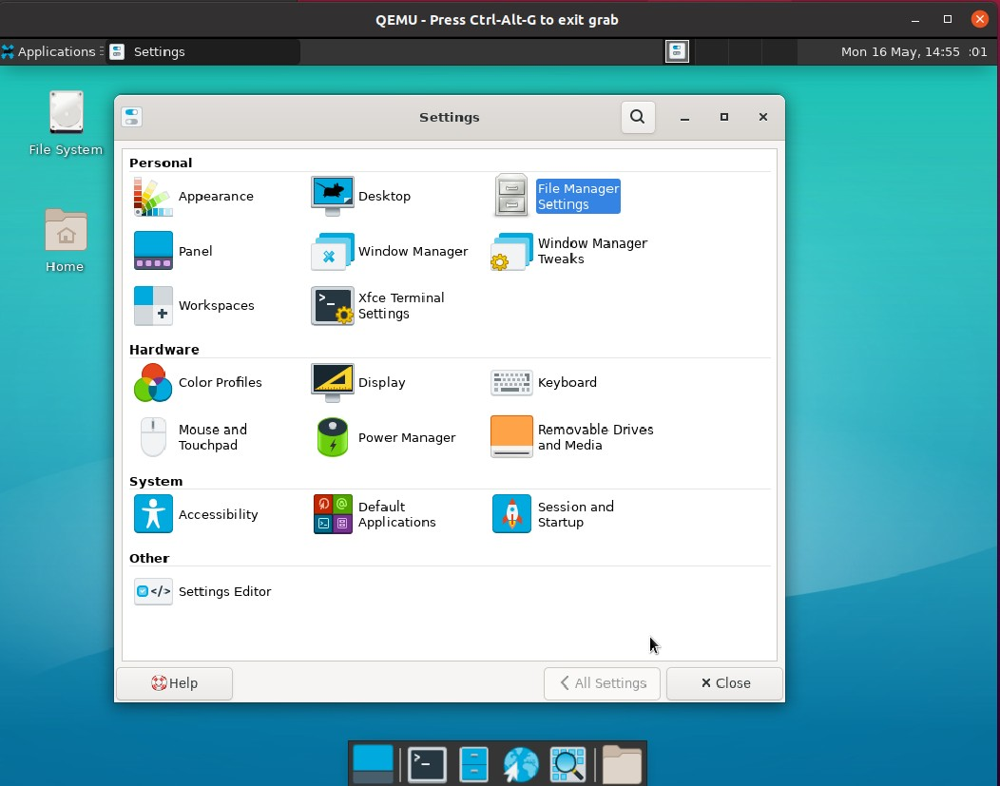 QEMU - Press Ctrl-Alt-G to exit grab
Applications
Settings
Mon 16 May, 14:55 :01
File System
Home
Settings
Personal
Appearance
Desktop
File Manager
Settings
Panel
Window Manager
Window Manager
Tweaks
Workspaces
Xfce Terminal
Settings
Hardware
Color Profiles
Display
Keyboard
Mouse and
Touchpad
Power Manager
Removable Drives
and Media
System
Accessibility
Default
Applications
Session and
Startup
Other
Settings Editor
Help
All Settings
Close